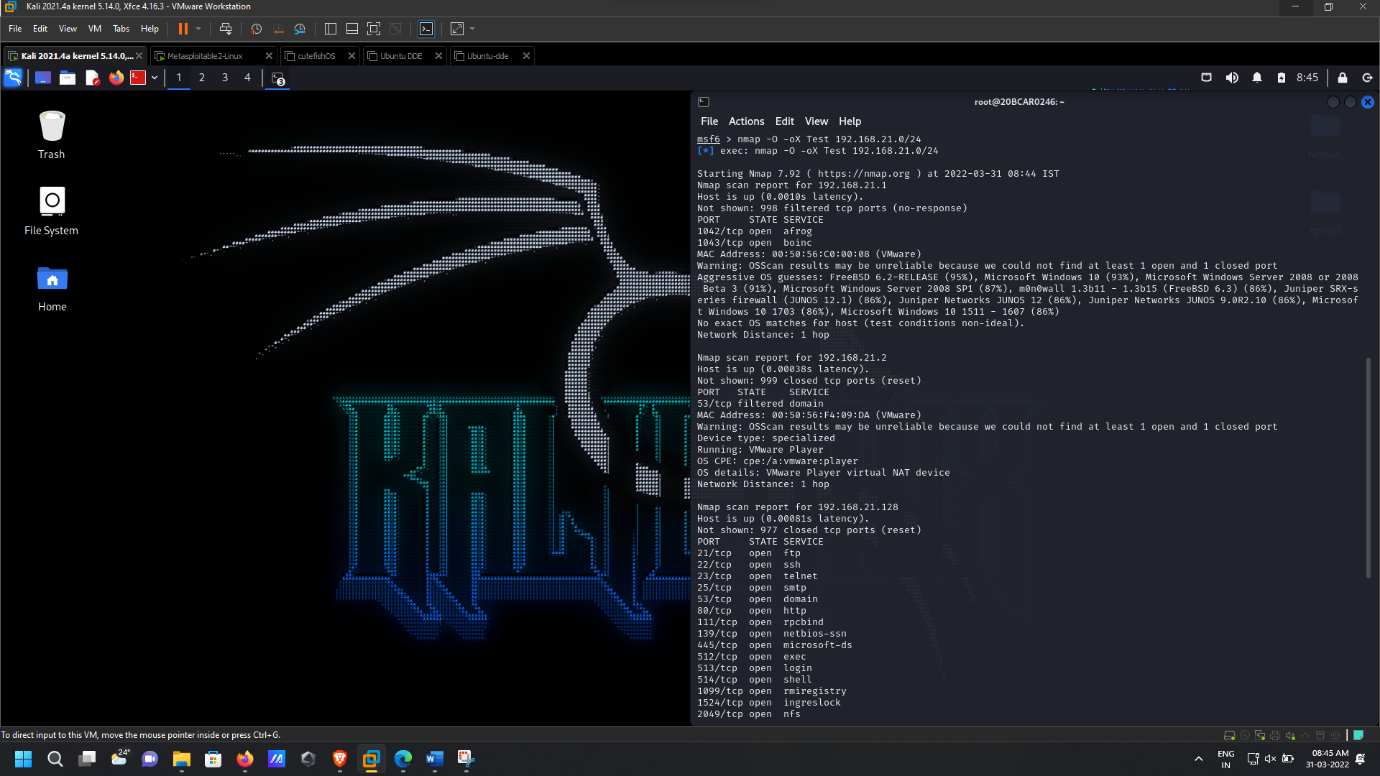 Kali 2021.4a kernel 5.14.0, Xfce 4.16.3 - VMware Workstation
File Edit View VM Tabs Help
Kali 2021.4a kernel 5.14.0,... Metasploitable2-Linux cutefishOS Ubuntu DDE Ubuntu-dde
1 2 3 4 3 8:45
root@20BCAR0246: ~
File Actions Edit View Help
Trash
File System
Home
msf6 > nmap -O -oX Test 192.168.21.0/24
[*] exec: nmap -O -oX Test 192.168.21.0/24
Starting Nmap 7.92 ( https://nmap.org ) at 2022-03-31 08:44 IST
Nmap scan report for 192.168.21.1
Host is up (0.0010s latency).
Not shown: 998 filtered tcp ports (no-response)
PORT STATE SERVICE
1042/tcp open afrog
1043/tcp open boinc
MAC Address: 00:50:56:C0:00:08 (VMware)
Warning: OSScan results may be unreliable because we could not find at least 1 open and 1 closed port
Aggressive OS guesses: FreeBSD 6.2-RELEASE (95%), Microsoft Windows 10 (93%), Microsoft Windows Server 2008 or 2008
Beta 3 (91%), Microsoft Windows Server 2008 SP1 (87%), m0n0wall 1.3b11 - 1.3b15 (FreeBSD 6.3) (86%), Juniper SRX-s
eries firewall (JUNOS 12.1) (86%), Juniper Networks JUNOS 12 (86%), Juniper Networks JUNOS 9.0R2.10 (86%), Microsof
t Windows 10 1703 (86%), Microsoft Windows 10 1511 - 1607 (86%)
No exact OS matches for host (test conditions non-ideal).
Network Distance: 1 hop
Nmap scan report for 192.168.21.2
Host is up (0.00038s latency).
Not shown: 999 closed tcp ports (reset)
PORT STATE SERVICE
53/tcp filtered domain
MAC Address: 00:50:56:F4:09:DA (VMware)
Warning: OSScan results may be unreliable because we could not find at least 1 open and 1 closed port
Device type: specialized
Running: VMware Player
OS CPE: cpe:/a:vmware:player
OS details: VMware Player virtual NAT device
Network Distance: 1 hop
Nmap scan report for 192.168.21.128
Host is up (0.00081s latency).
Not shown: 977 closed tcp ports (reset)
PORT STATE SERVICE
21/tcp open ftp
22/tcp open ssh
23/tcp open telnet
25/tcp open smtp
53/tcp open domain
80/tcp open http
111/tcp open rpcbind
139/tcp open netbios-ssn
445/tcp open microsoft-ds
512/tcp open exec
513/tcp open login
514/tcp open shell
1099/tcp open rmiregistry
1524/tcp open ingreslock
2049/tcp open nfs
To direct input to this VM, move the mouse pointer inside or press Ctrl+G.
24°
ENG
IN
08:45 AM
31-03-2022